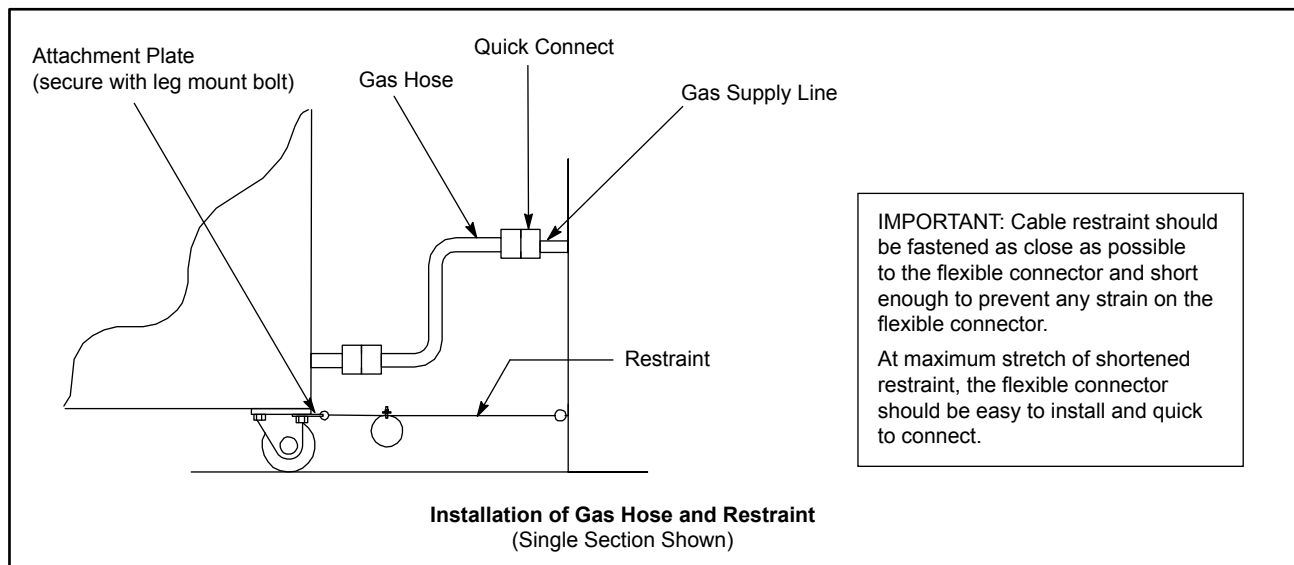 Attachment Plate
(secure with leg mount bolt)
Gas Hose
Quick Connect
Gas Supply Line
Restraint
IMPORTANT: Cable restraint should
be fastened as close as possible
to the flexible connector and short
enough to prevent any strain on the
flexible connector.
At maximum stretch of shortened
restraint, the flexible connector
should be easy to install and quick
to connect.
Installation of Gas Hose and Restraint
(Single Section Shown)